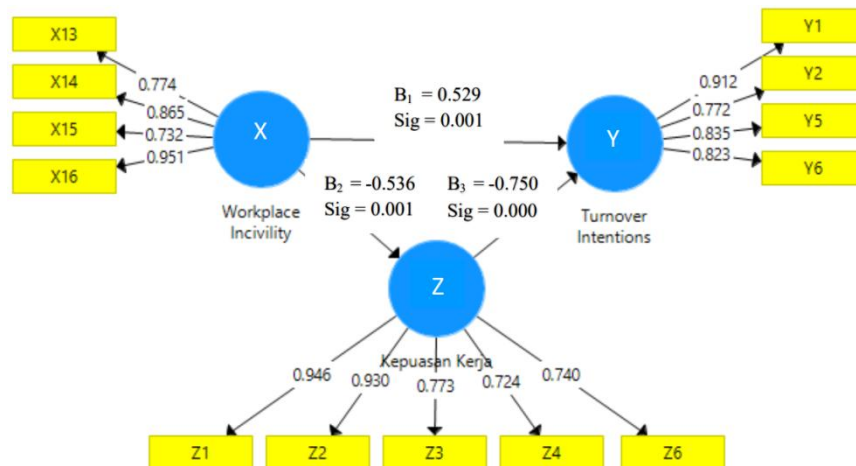 X13
X14
X15
X16
0.774
0.865
0.732
0.951
X
Workplace
Incivility
B₁ = 0.529
Sig = 0.001
B₂ = -0.536
Sig = 0.001
B₃ = -0.750
Sig = 0.000
Y
Turnover
Intentions
0.912
0.772
0.835
0.823
Y1
Y2
Y5
Y6
Z
Kepuasan Kerja
0.946
0.930
0.773
0.724
0.740
Z1
Z2
Z3
Z4
Z6